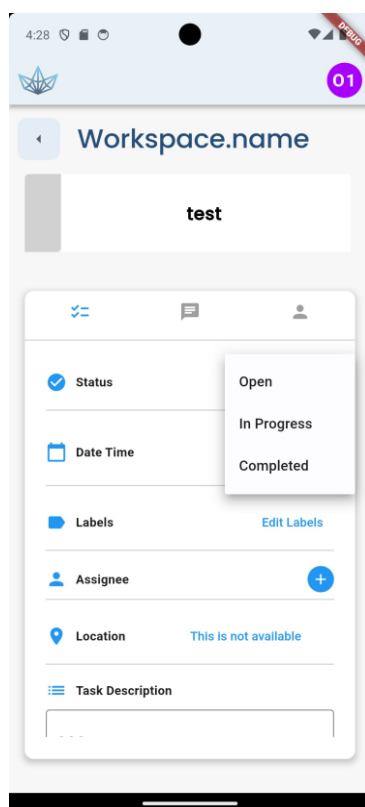 4:28
DEBUG
01
Workspace.name
test
Status
Open
In Progress
Completed
Date Time
Labels
Edit Labels
Assignee
Location
This is not available
Task Description